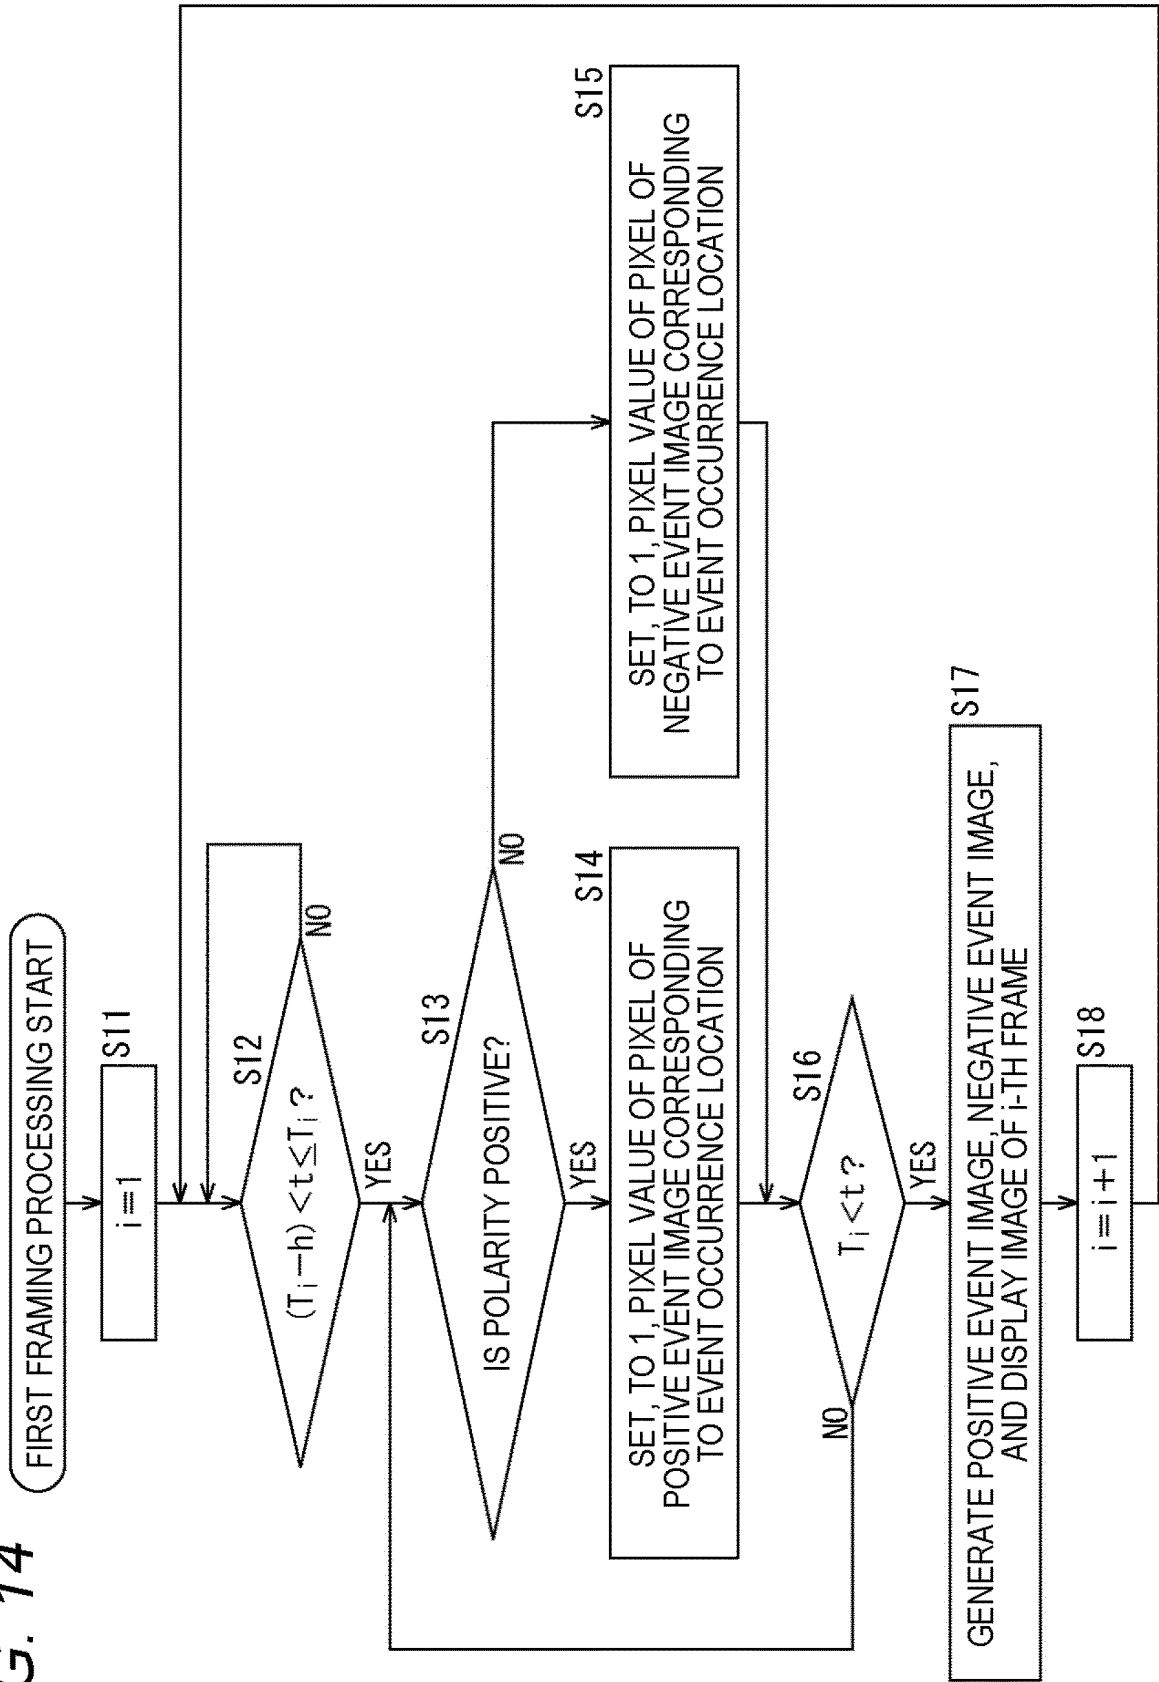 G. 14
FIRST FRAMING PROCESSING START
S11
i=1
S12
(Ti−h)<t≤Ti?
NO
YES
S13
IS POLARITY POSITIVE?
NO
YES
S14
SET, TO 1, PIXEL VALUE OF PIXEL OF
POSITIVE EVENT IMAGE CORRESPONDING
TO EVENT OCCURRENCE LOCATION
S15
SET, TO 1, PIXEL VALUE OF PIXEL OF
NEGATIVE EVENT IMAGE CORRESPONDING
TO EVENT OCCURRENCE LOCATION
S16
Ti<t?
NO
YES
S17
GENERATE POSITIVE EVENT IMAGE, NEGATIVE EVENT IMAGE,
AND DISPLAY IMAGE OF i-TH FRAME
S18
i=i+1